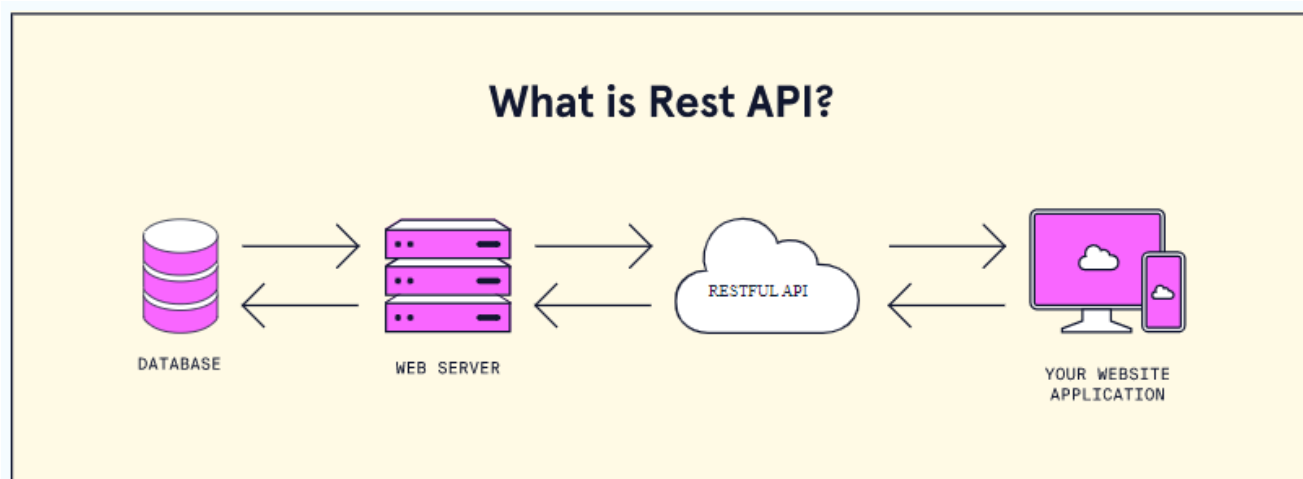 What is Rest API?
RESTFUL API
DATABASE
WEB SERVER
YOUR WEBSITE
APPLICATION